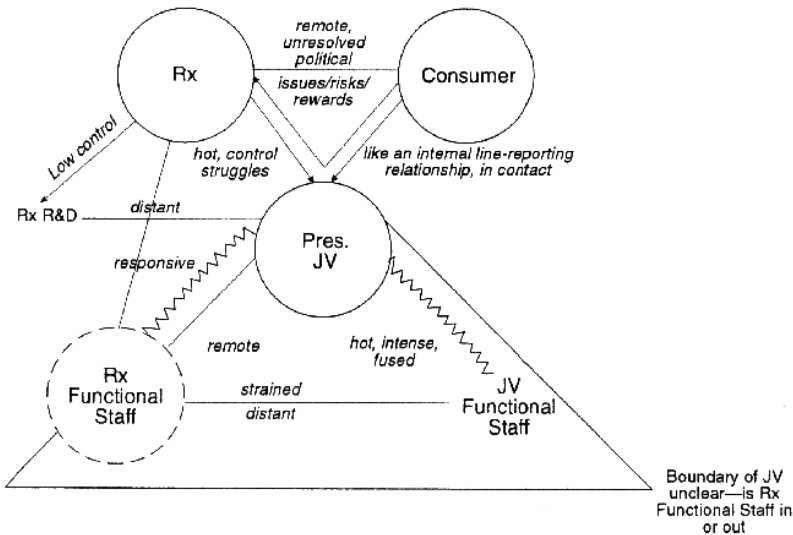 remote,
unresolved
political
Rx
Consumer
issues/risks/
rewards
Low control
hot, control
struggles
like an internal line-reporting
relationship, in contact
Rx R&D
distant
Pres.
JV
responsive
remote
hot, intense,
fused
Rx
Functional
Staff
strained
distant
JV
Functional
Staff
Boundary of JV
unclear—is Rx
Functional Staff in
or out